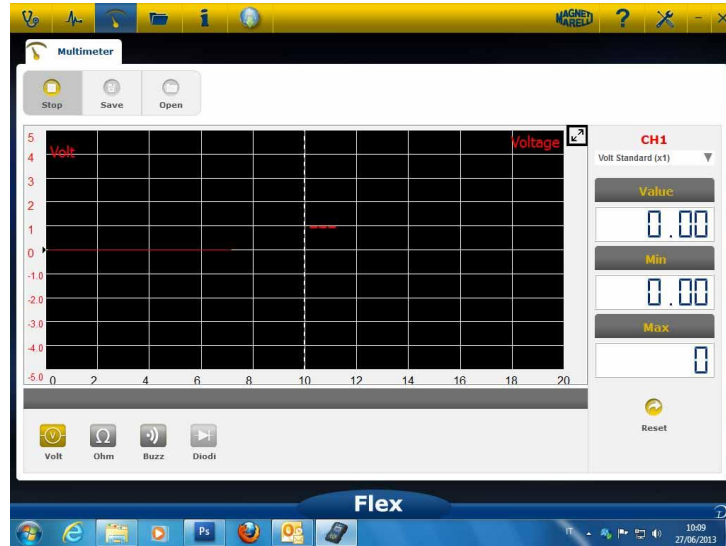 MAGNETI
MARELLI
?
Multimeter
Stop
Save
Open
5
Volt
Voltage
4
3
2
1
0
-1.0
-2.0
-3.0
-4.0
-5.0
0 2 4 6 8 10 12 14 16 18 20
CH1
Volt Standard (x1)
Value
0.00
Min
0.00
Max
0
Reset
V
Ω
Volt
Ohm
Buzz
Diodi
Flex
Ps
IT
10:09
27/06/2013